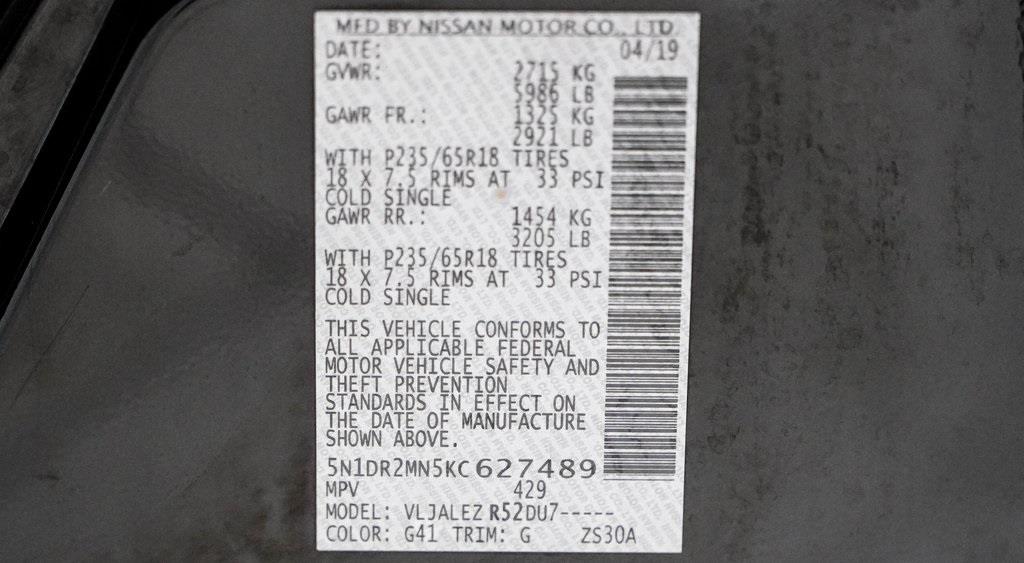 MFD BY NISSAN MOTOR CO., LTD.
DATE: 04/19
GVWR: 2715 KG
5986 LB
GAWR FR.: 1325 KG
2921 LB
WITH P235/65R18 TIRES
18 X 7.5 RIMS AT 33 PSI
COLD SINGLE
GAWR RR.: 1454 KG
3205 LB
WITH P235/65R18 TIRES
18 X 7.5 RIMS AT 33 PSI
COLD SINGLE
THIS VEHICLE CONFORMS TO
ALL APPLICABLE FEDERAL
MOTOR VEHICLE SAFETY AND
THEFT PREVENTION
STANDARDS IN EFFECT ON
THE DATE OF MANUFACTURE
SHOWN ABOVE.
5N1DR2MN5KC627489
MPV 429
MODEL: VLJALEZ R52DU7-----
COLOR: G41 TRIM: G ZS30A